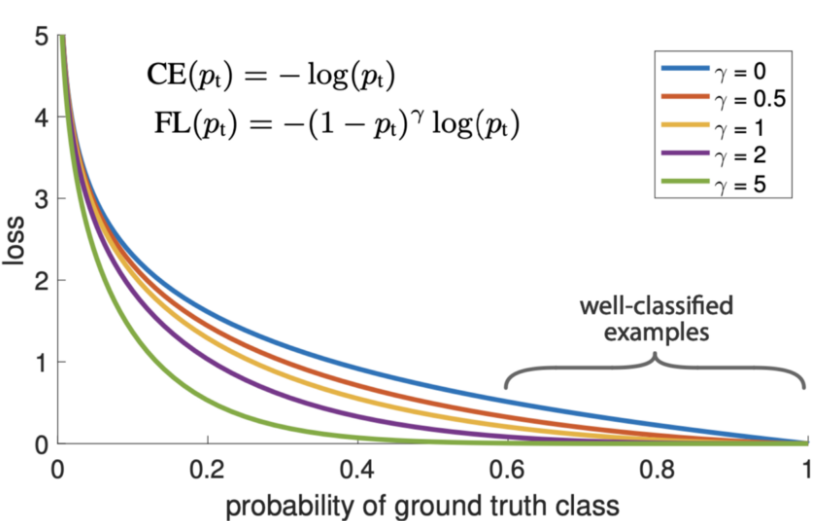 5
4
3
2
1
0
loss
CE(pₜ) = − log(pₜ)
FL(pₜ) = −(1 − pₜ)^γ log(pₜ)
γ = 0
γ = 0.5
γ = 1
γ = 2
γ = 5
well-classified
examples
0 0.2 0.4 0.6 0.8 1
probability of ground truth class